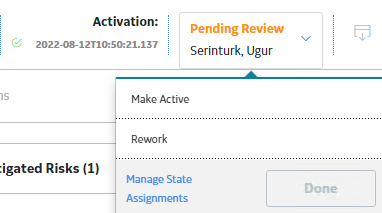 Activation:
2022-08-12T10:50:21.137
Pending Review
Serinturk, Ugur
Make Active
Rework
tigated Risks (1)
Manage State
Assignments
Done